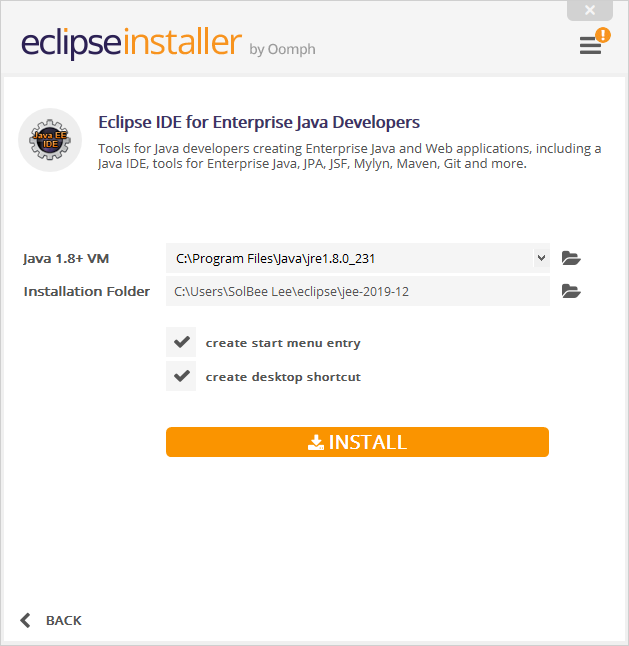 eclipseinstaller by Oomph
!
Java EE
IDE
Eclipse IDE for Enterprise Java Developers
Tools for Java developers creating Enterprise Java and Web applications, including a
Java IDE, tools for Enterprise Java, JPA, JSF, Mylyn, Maven, Git and more.
Java 1.8+ VM C:\Program Files\Java\jre1.8.0_231
Installation Folder C:\Users\SolBee Lee\eclipse\jee-2019-12
create start menu entry
create desktop shortcut
INSTALL
BACK